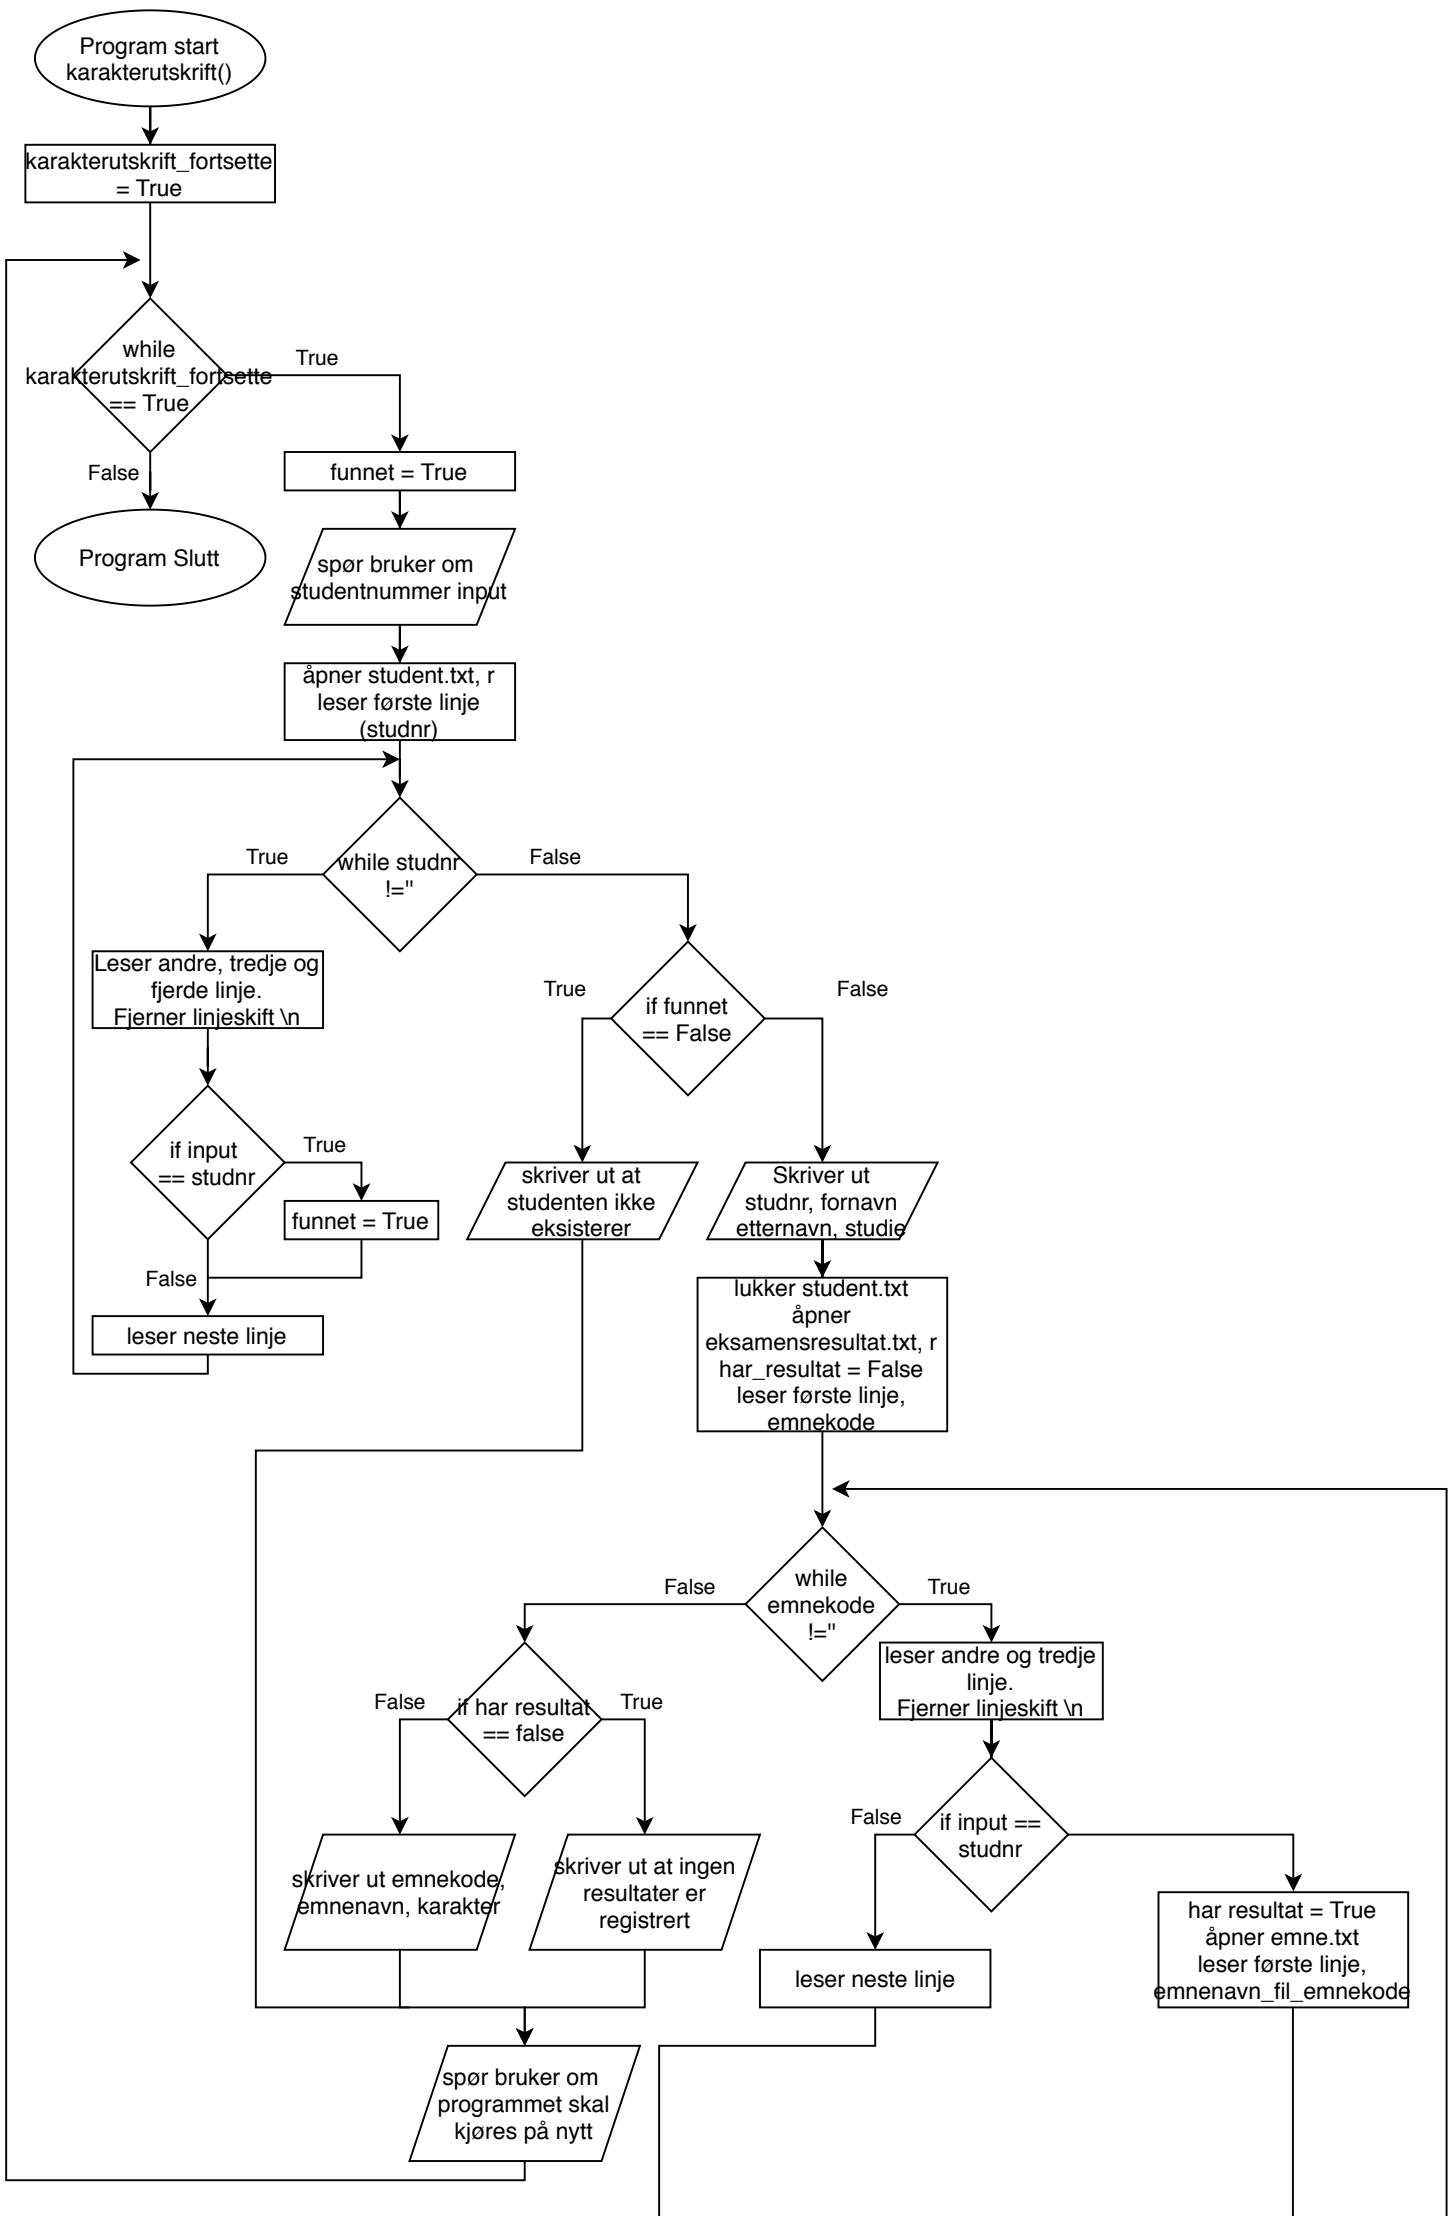 Program start
karakterutskrift()
karakterutskrift_fortsette
= True
while
karakterutskrift_fortsette
== True
True
False
Program Slutt
funnet = True
spør bruker om
studentnummer input
åpner student.txt, r
leser første linje
(studnr)
while studnr
!=''
True
False
Leser andre, tredje og
fjerde linje.
Fjerner linjeskift \n
if input
== studnr
True
funnet = True
False
leser neste linje
if funnet
== False
True
False
skriver ut at
studenten ikke
eksisterer
Skriver ut
studnr, fornavn
etternavn, studie
lukker student.txt
åpner
eksamensresultat.txt, r
har_resultat = False
leser første linje,
emnekode
while
emnekode
!=''
False
True
if har resultat
== false
False
True
skriver ut emnekode,
emnenavn, karakter
skriver ut at ingen
resultater er
registrert
spør bruker om
programmet skal
kjøres på nytt
leser andre og tredje
linje.
Fjerner linjeskift \n
if input ==
studnr
False
leser neste linje
har resultat = True
åpner emne.txt
leser første linje,
emnenavn_fil_emnekode